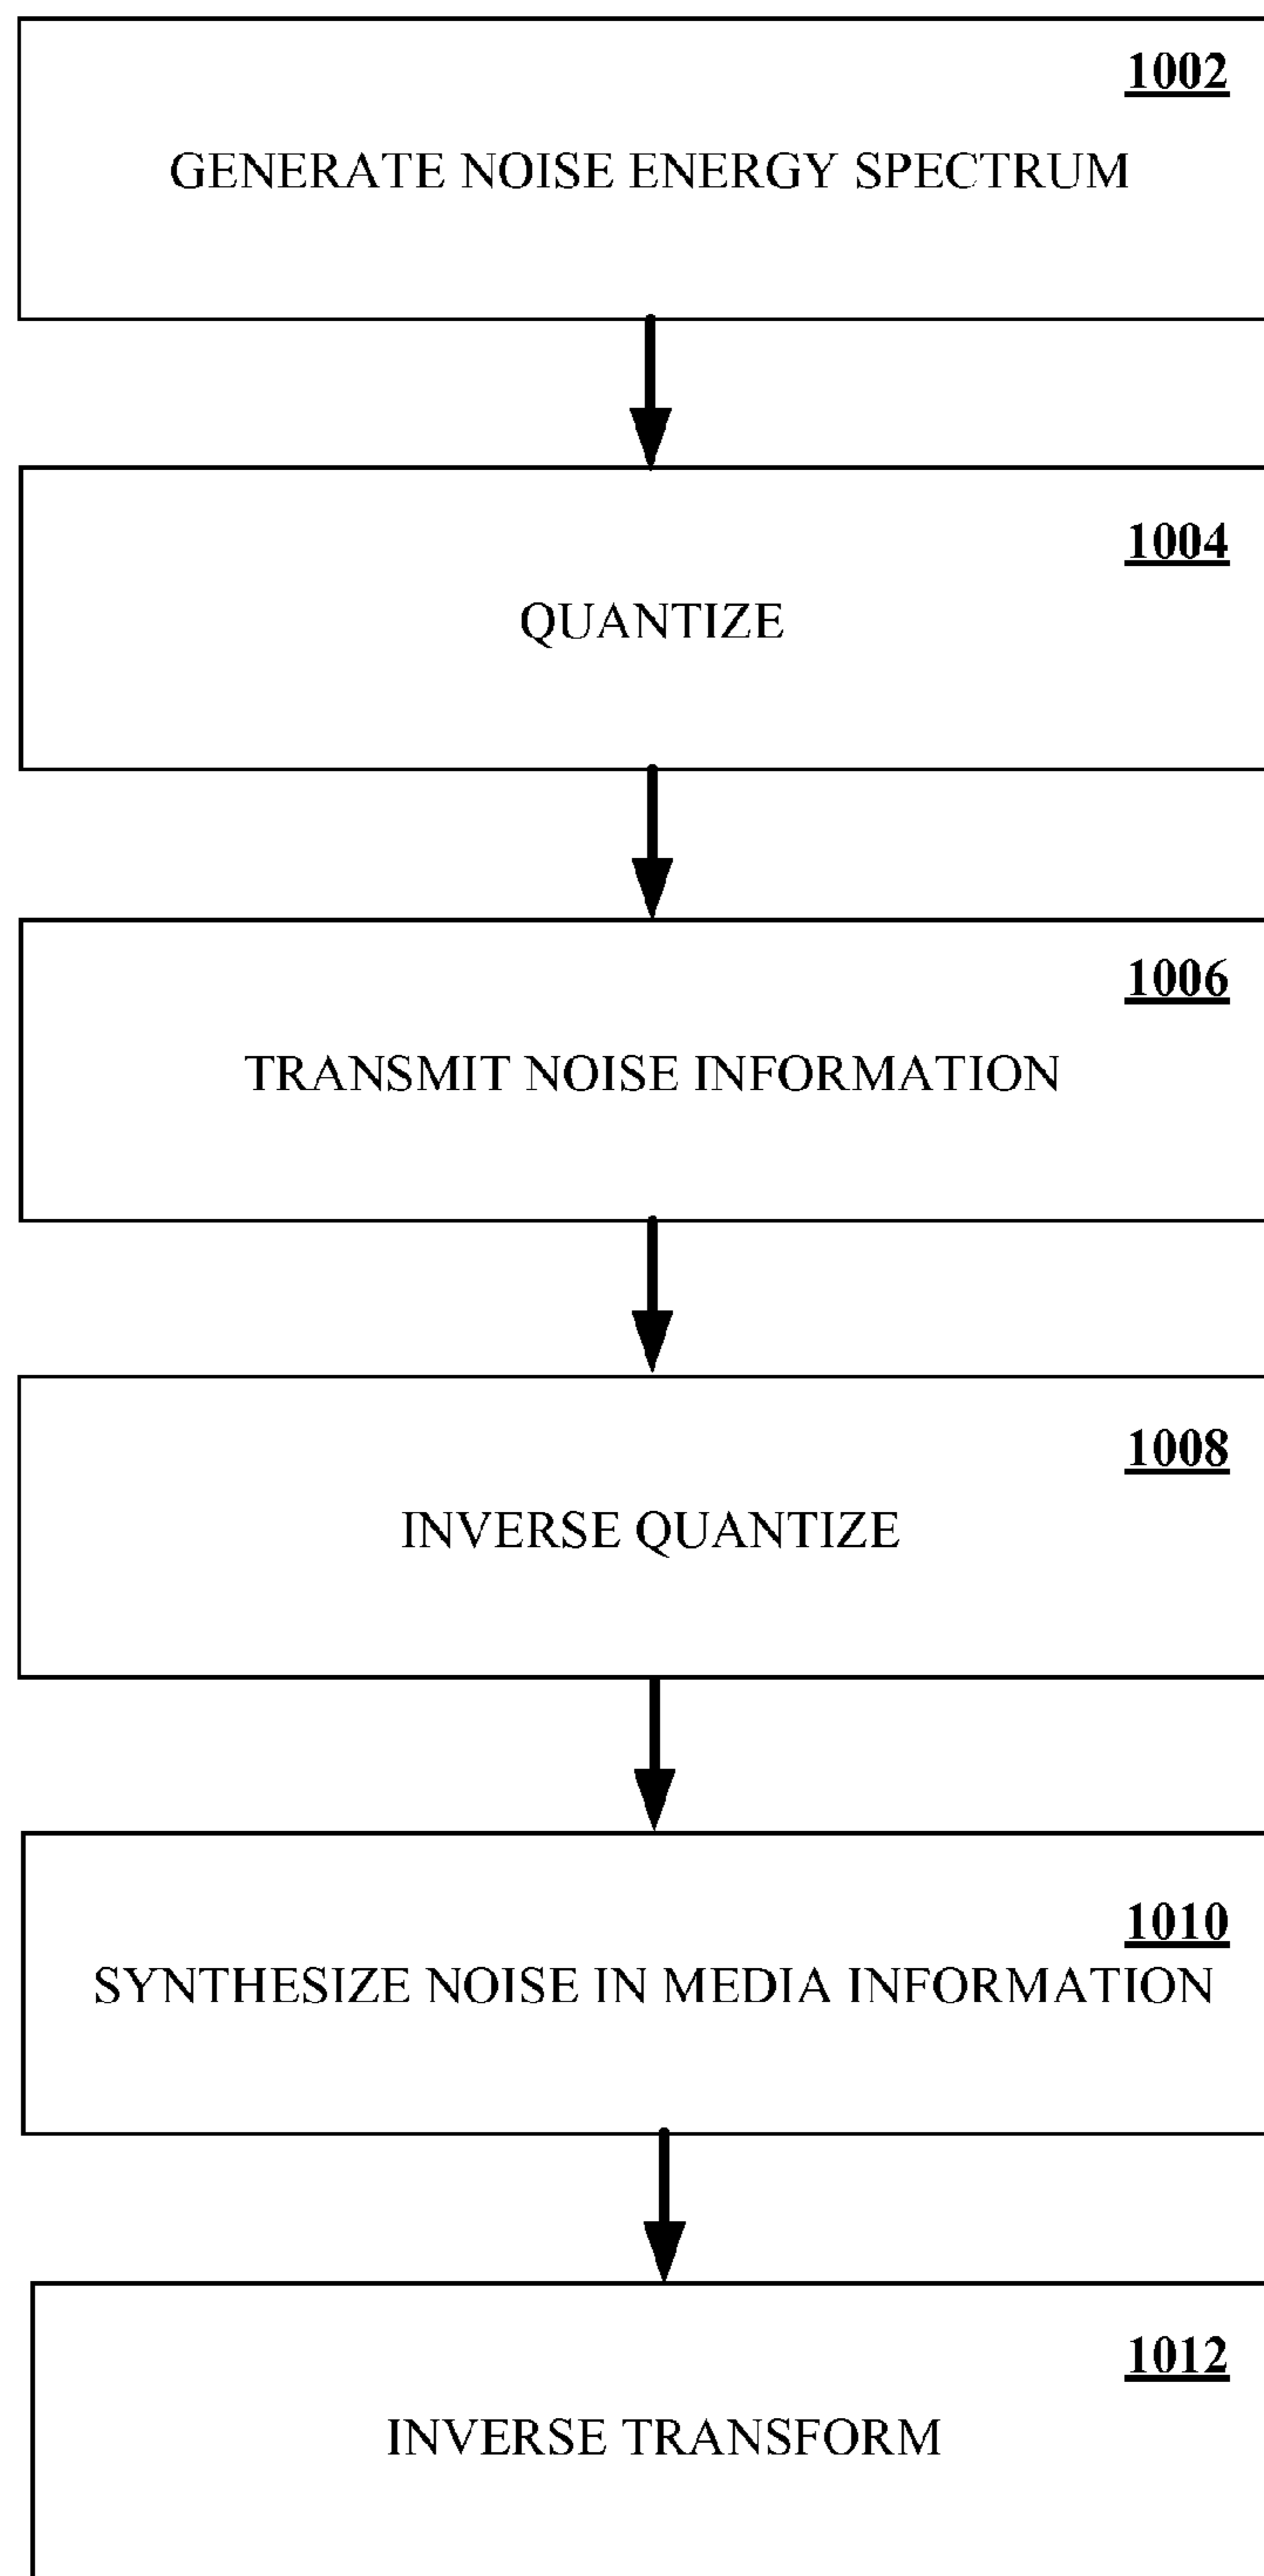 1002
GENERATE NOISE ENERGY SPECTRUM
1004
QUANTIZE
1006
TRANSMIT NOISE INFORMATION
1008
INVERSE QUANTIZE
1010
SYNTHESIZE NOISE IN MEDIA INFORMATION
1012
INVERSE TRANSFORM